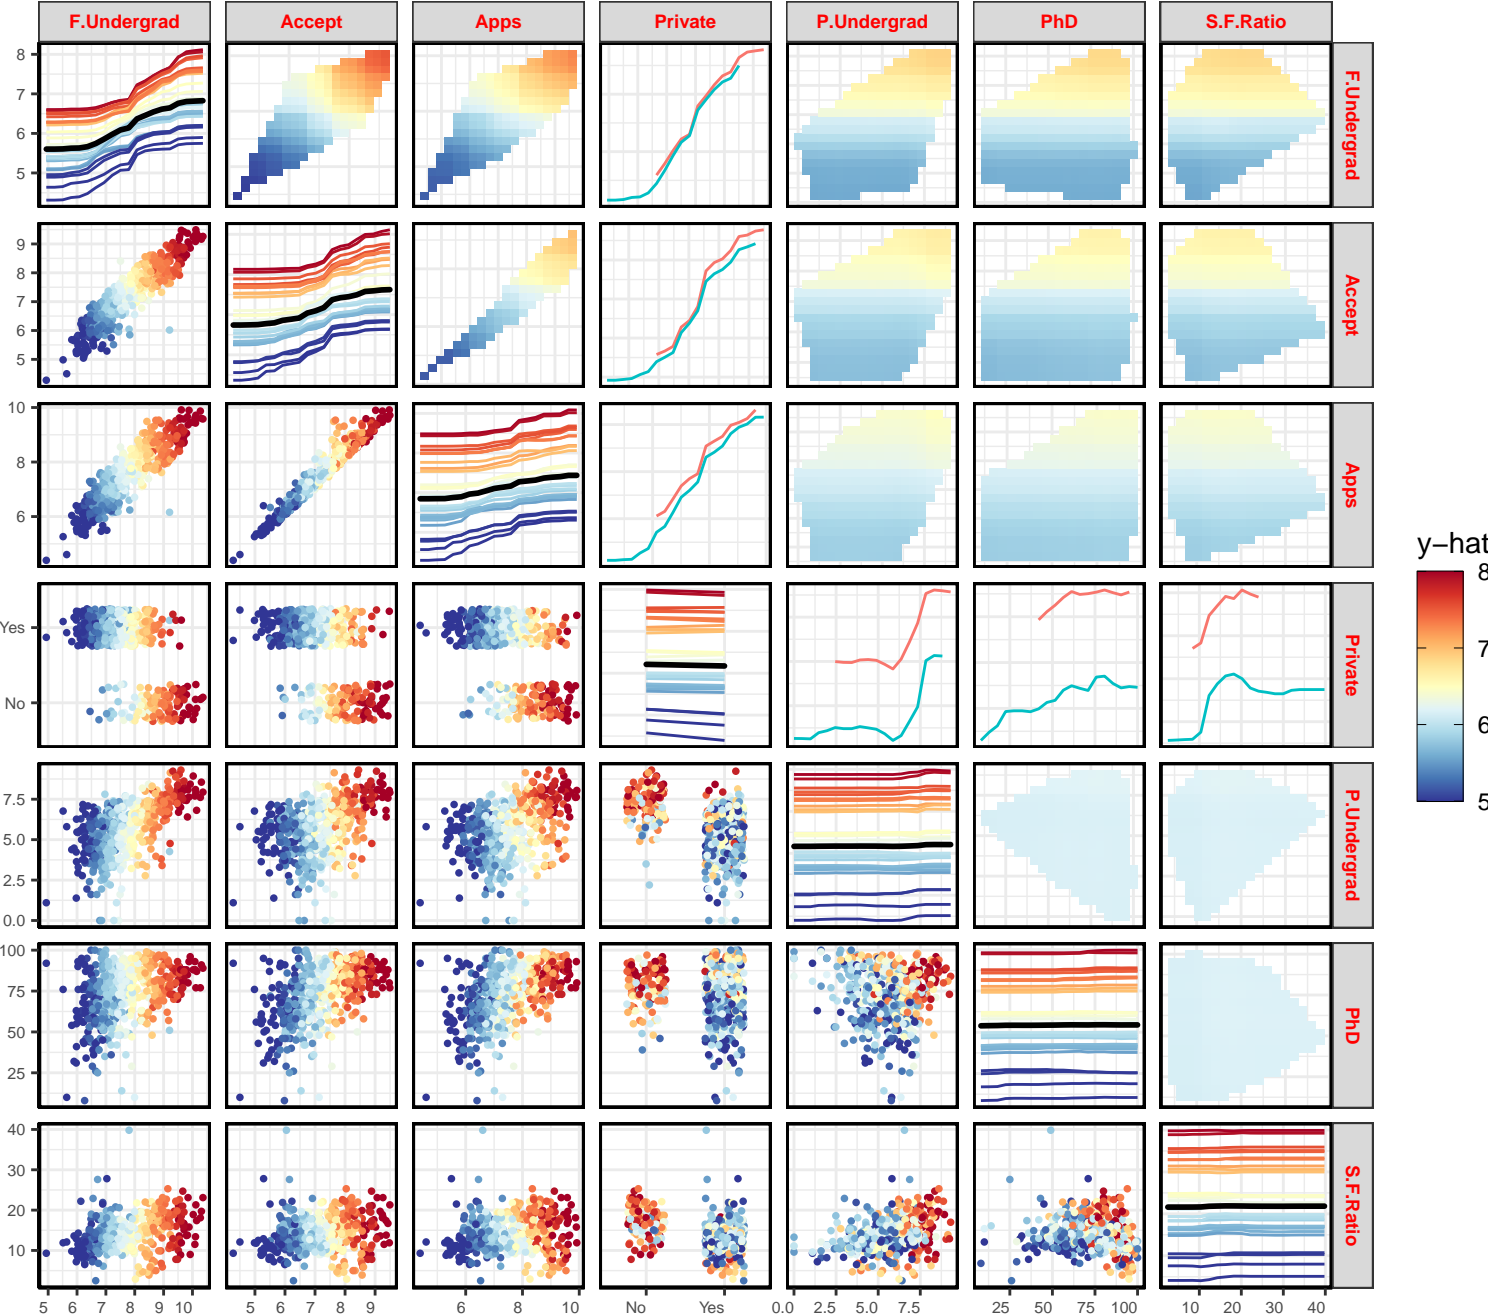 F.Undergrad Accept Apps Private P.Undergrad PhD S.F.Ratio
8
7
6
5
F.Undergrad
9
8
7
6
5
Accept
10
8
6
Apps
Yes
No
Private
7.5
5.0
2.5
0.0
P.Undergrad
100
75
50
25
PhD
40
30
20
10
S.F.Ratio
5 6 7 8 9 10 5 6 7 8 9 6 8 10 No Yes 0.0 2.5 5.0 7.5 25 50 75 100 10 20 30 40
y-hat
8
7
6
5